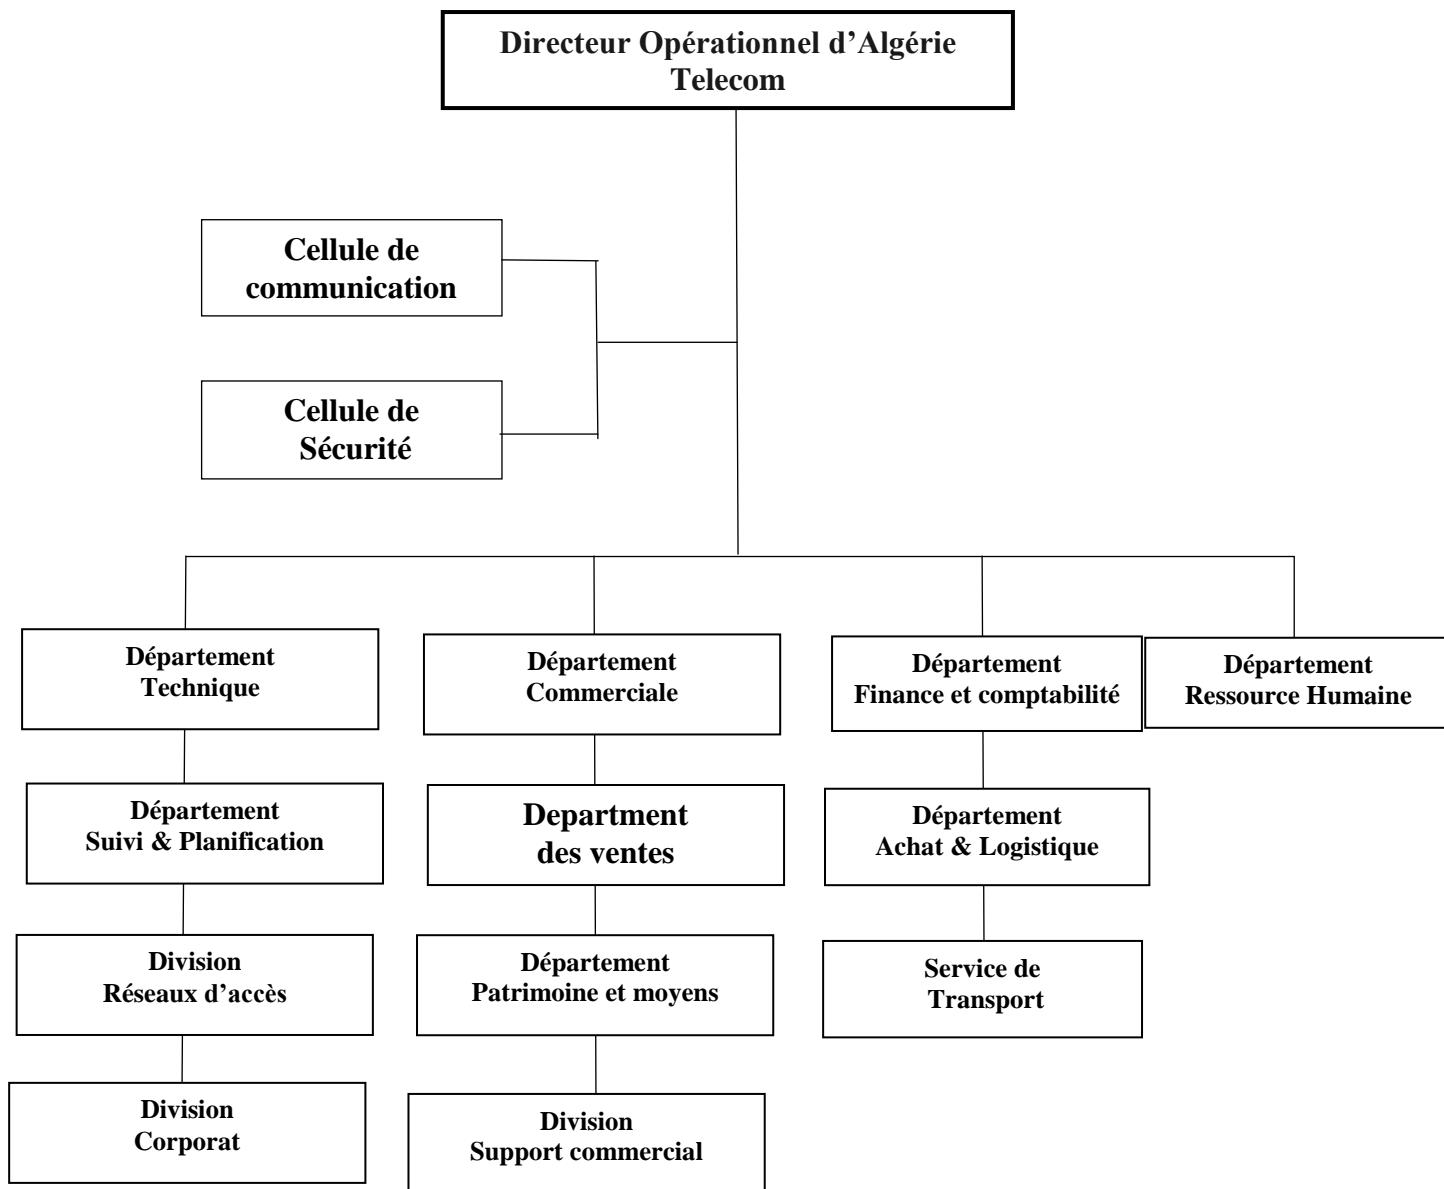 Directeur Opérationnel d’Algérie
Telecom
Cellule de
communication
Cellule de
Sécurité
Département
Technique
Département
Commerciale
Département
Finance et comptabilité
Département
Ressource Humaine
Département
Suivi & Planification
Department
des ventes
Département
Achat & Logistique
Division
Réseaux d’accès
Département
Patrimoine et moyens
Service de
Transport
Division
Corporat
Division
Support commercial